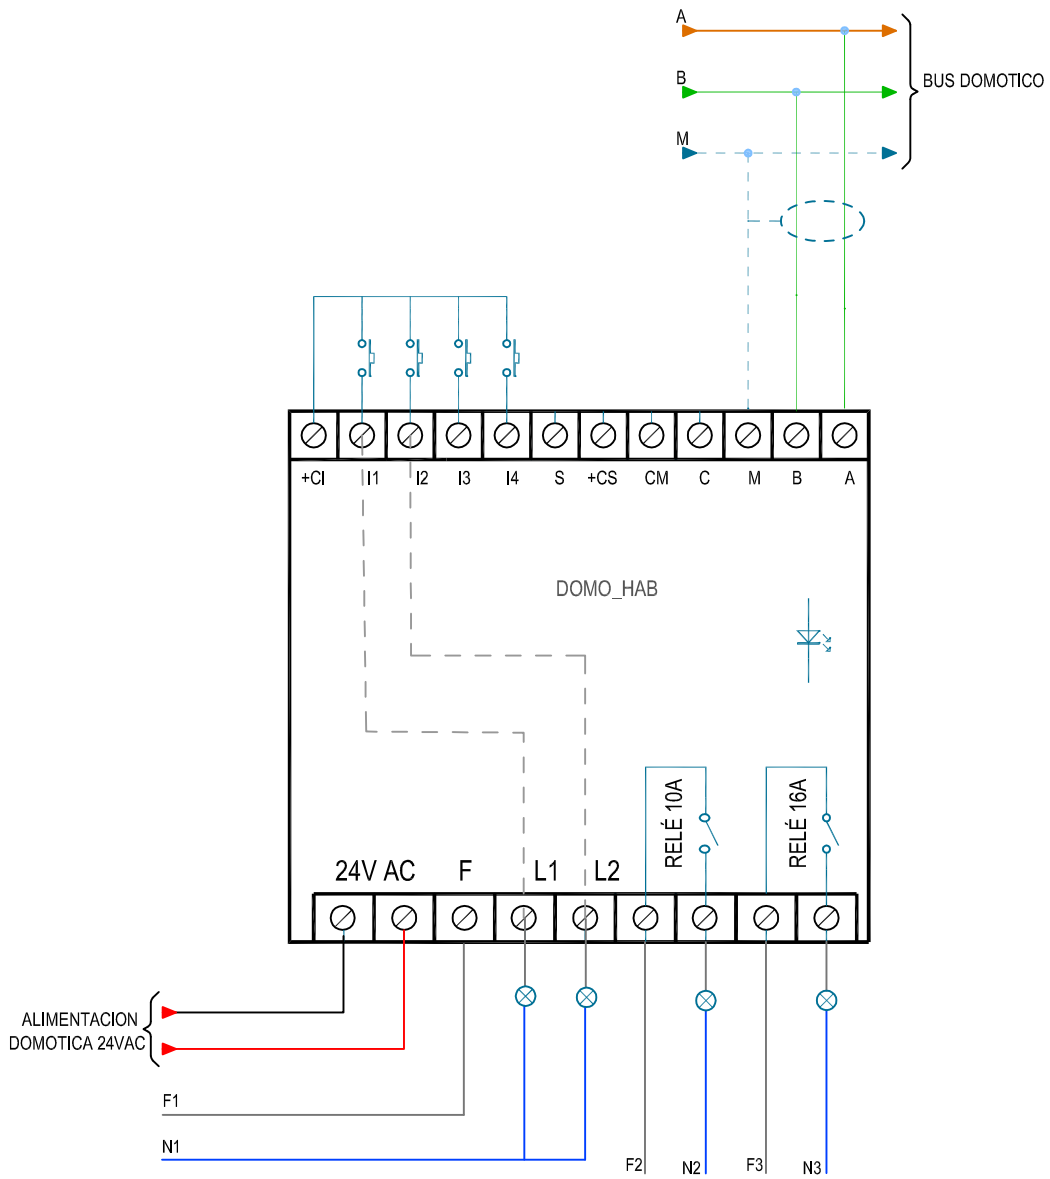 A
BUS DOMOTICO
B
M
+CI I1 I2 I3 I4 S +CS CM C M B A
DOMO_HAB
RELÉ 10A
RELÉ 16A
24V AC F L1 L2
ALIMENTACION
DOMOTICA 24VAC
F1
N1
F2 N2 F3 N3